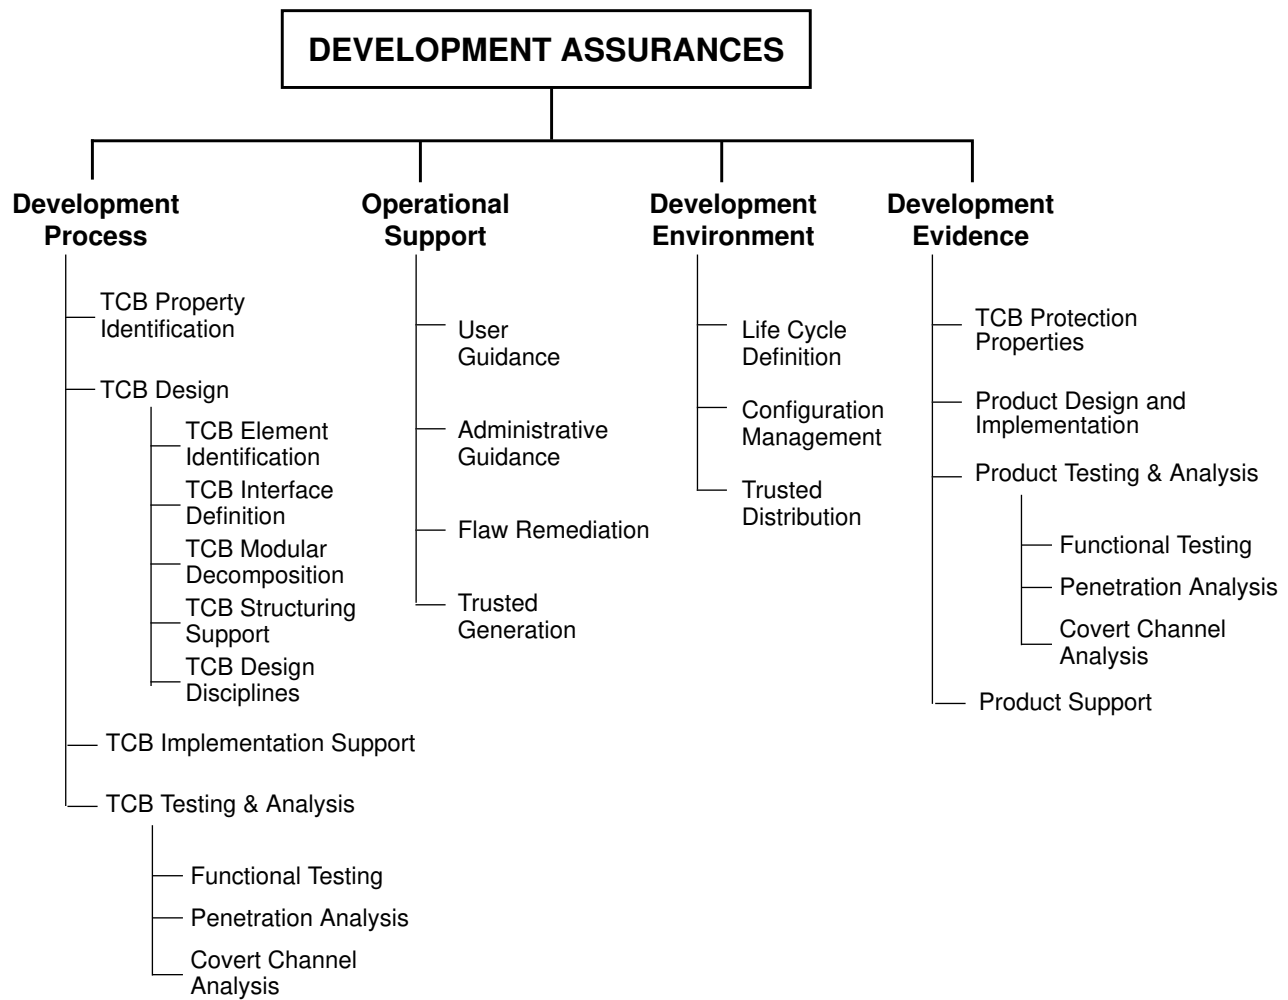 DEVELOPMENT ASSURANCES
Development
Process
TCB Property
Identification
TCB Design
TCB Element
Identification
TCB Interface
Definition
TCB Modular
Decomposition
TCB Structuring
Support
TCB Design
Disciplines
TCB Implementation Support
TCB Testing & Analysis
Functional Testing
Penetration Analysis
Covert Channel
Analysis
Operational
Support
User
Guidance
Administrative
Guidance
Flaw Remediation
Trusted
Generation
Development
Environment
Life Cycle
Definition
Configuration
Management
Trusted
Distribution
Development
Evidence
TCB Protection
Properties
Product Design and
Implementation
Product Testing & Analysis
Functional Testing
Penetration Analysis
Covert Channel
Analysis
Product Support